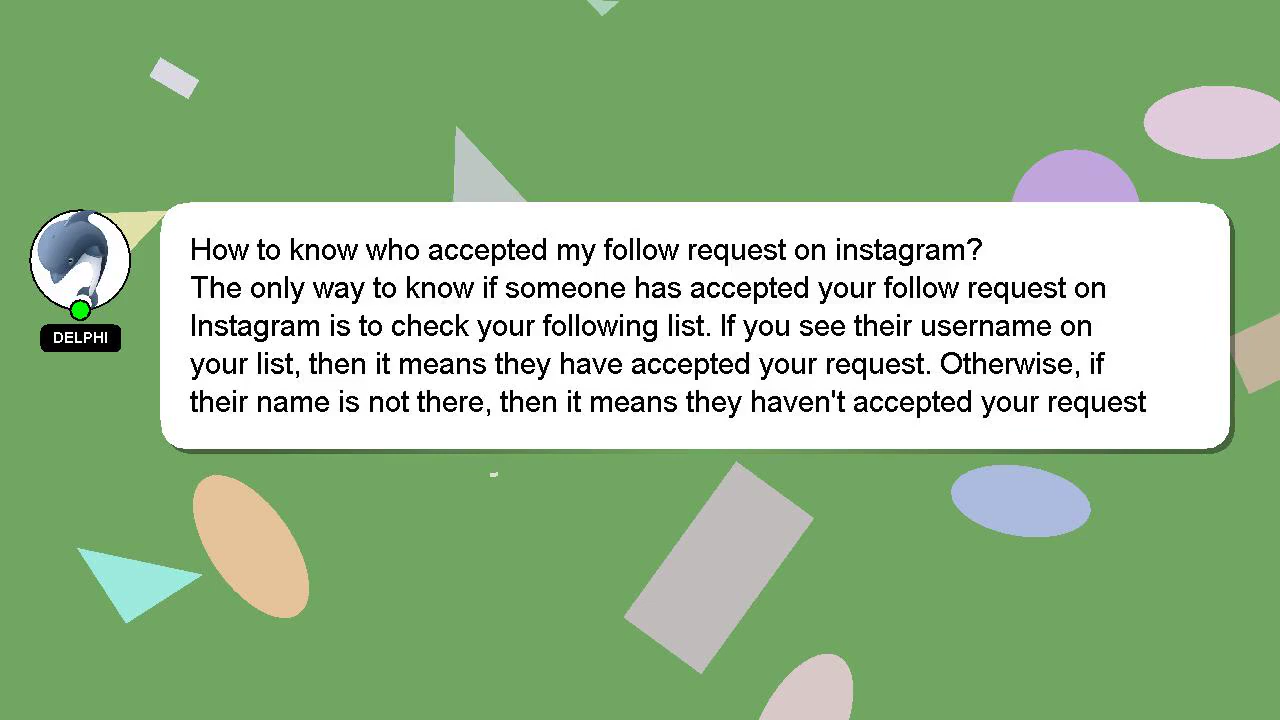 How to know who accepted my follow request on instagram?
The only way to know if someone has accepted your follow request on
Instagram is to check your following list. If you see their username on
your list, then it means they have accepted your request. Otherwise, if
their name is not there, then it means they haven't accepted your request
DELPHI